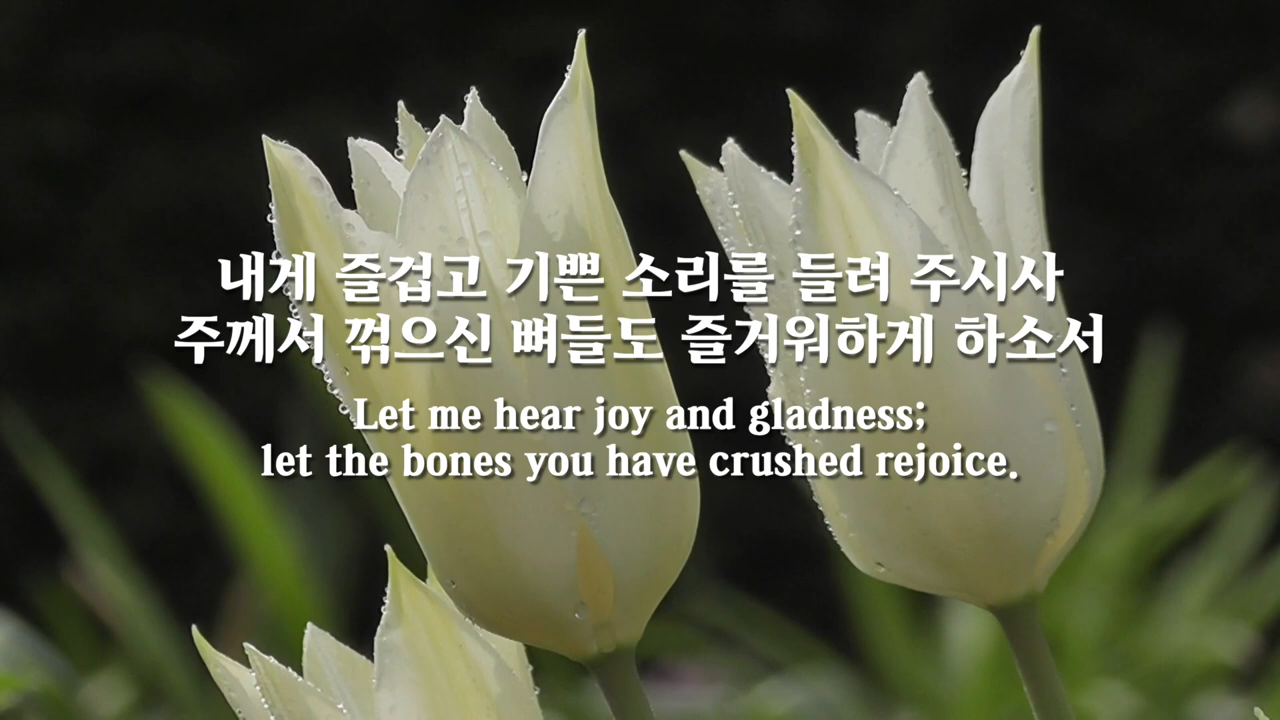 내게 즐겁고 기쁜 소리를 들려 주시사
주께서 꺾으신 뼈들도 즐거워하게 하소서
Let me hear joy and gladness;
let the bones you have crushed rejoice.